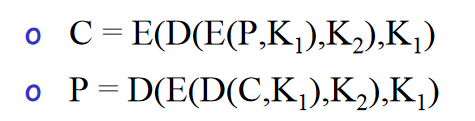 o C = E(D(E(P,K₁),K₂),K₁)
o P = D(E(D(C,K₁),K₂),K₁)